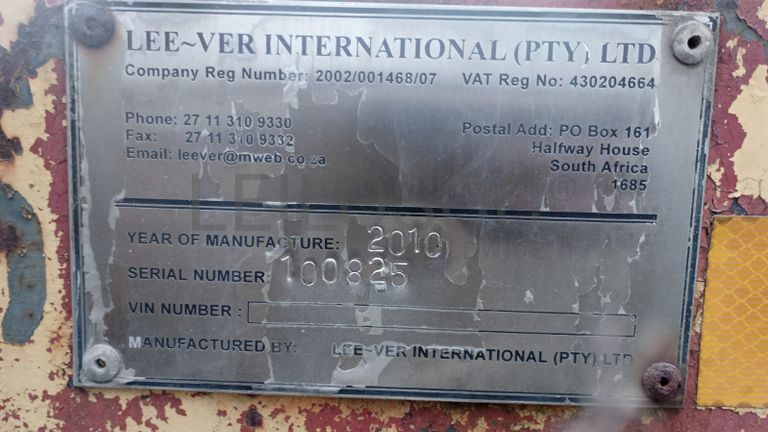 LEE~VER INTERNATIONAL (PTY) LTD
Company Reg Number: 2002/001468/07 VAT Reg No: 430204664
Phone: 27 11 310 9330
Fax: 27 11 310 9332
Email: leever@mweb.co.za
Postal Add: PO Box 161
Halfway House
South Africa
1685
YEAR OF MANUFACTURE: 2010
SERIAL NUMBER: 100825
VIN NUMBER :
MANUFACTURED BY: LEE~VER INTERNATIONAL (PTY) LTD